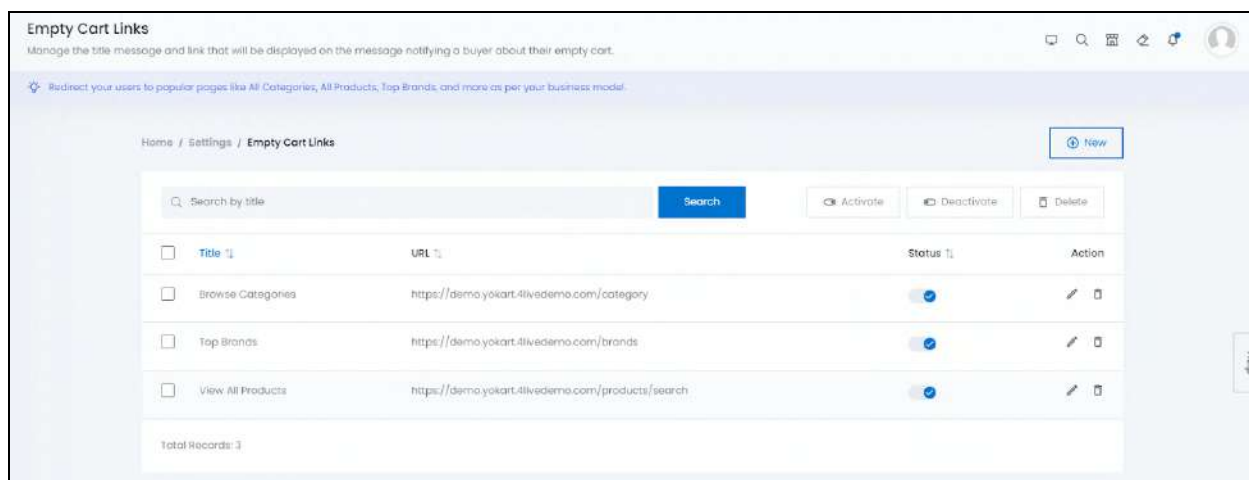 Empty Cart Links
Manage the title message and link that will be displayed on the message notifying a buyer about their empty cart.
Redirect your users to popular pages like All Categories, All Products, Top Brands, and more as per your business model.
Home / Settings / Empty Cart Links
New
Search by title
Search
Activate
Deactivate
Delete
Title
URL
Status
Action
Browse Categories
https://demo.yokart.4livedemo.com/category
Top Brands
https://demo.yokart.4livedemo.com/brands
View All Products
https://demo.yokart.4livedemo.com/products/search
Total Records: 3